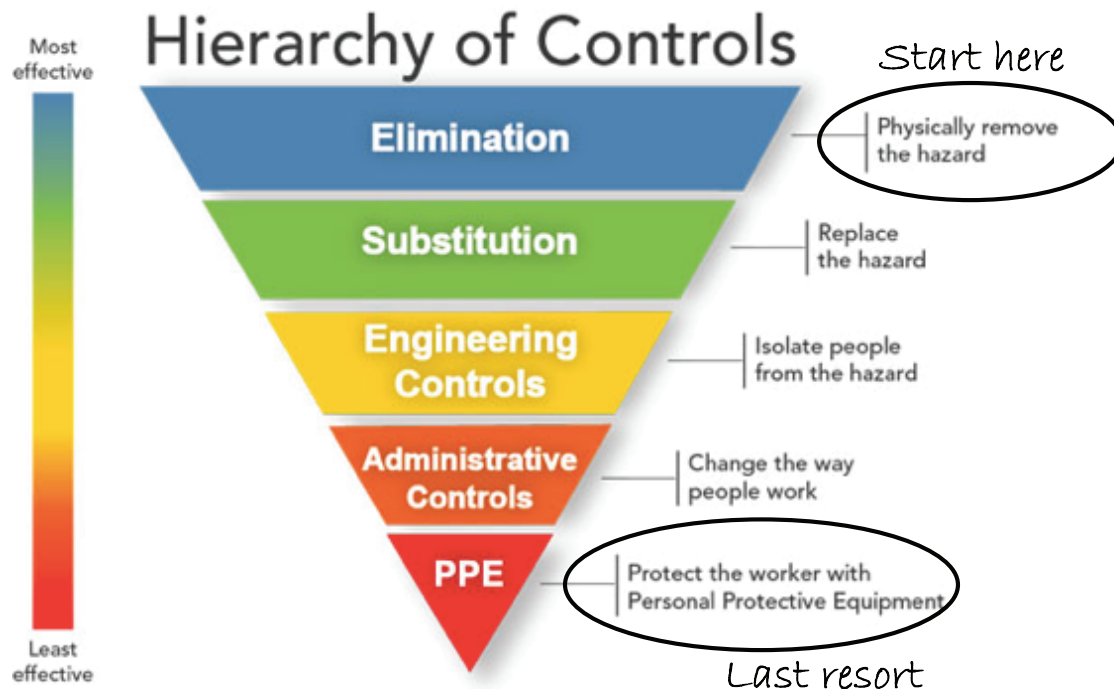 Hierarchy of Controls
Most
effective
Start here
Elimination
Physically remove
the hazard
Substitution
Replace
the hazard
Engineering
Controls
Isolate people
from the hazard
Administrative
Controls
Change the way
people work
PPE
Protect the worker with
Personal Protective Equipment
Least
effective
Last resort